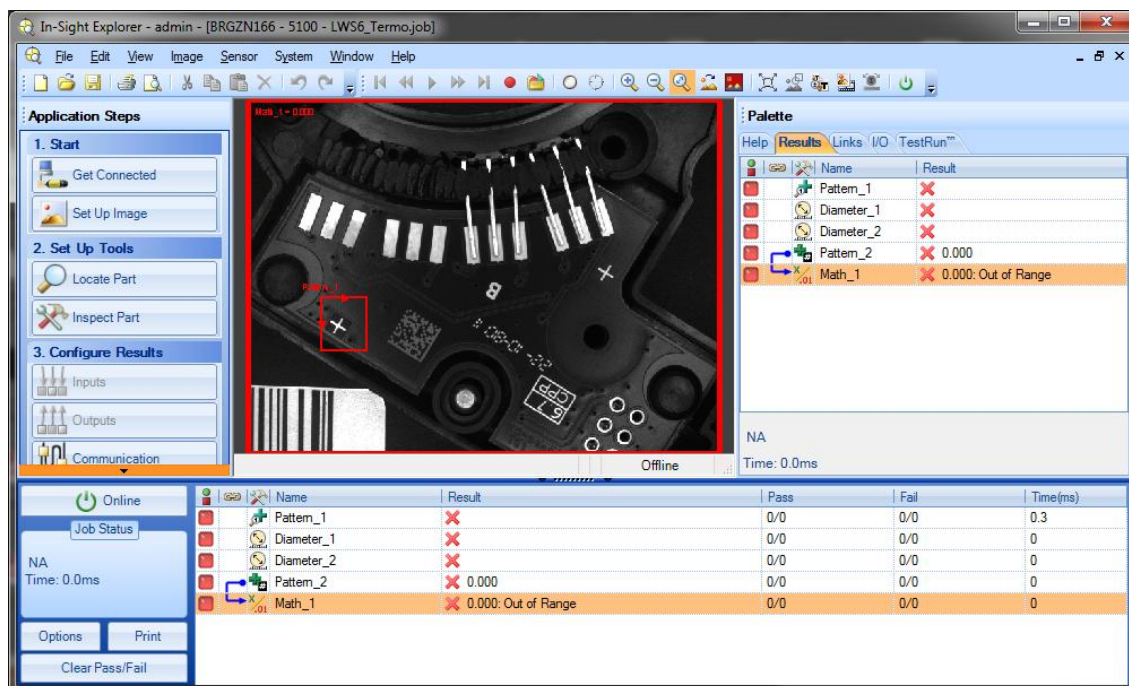 In-Sight Explorer - admin - [BRGZN166 - 5100 - LWS6_Termo.job]
File Edit View Image Sensor System Window Help
Application Steps
1. Start
Get Connected
Set Up Image
2. Set Up Tools
Locate Part
Inspect Part
3. Configure Results
Inputs
Outputs
Communication
Math_1 = 0.000
Pattern_1
8
6.7
CPP
Offline
Palette
Help Results Links I/O TestRun™
Name Result
Pattern_1
Diameter_1
Diameter_2
Pattern_2 0.000
Math_1 0.000: Out of Range
NA
Time: 0.0ms
Online
Job Status
NA
Time: 0.0ms
Options Print
Clear Pass/Fail
Name Result Pass Fail Time(ms)
Pattern_1 0/0 0/0 0.3
Diameter_1 0/0 0/0 0
Diameter_2 0/0 0/0 0
Pattern_2 0.000 0/0 0/0 0
Math_1 0.000: Out of Range 0/0 0/0 0